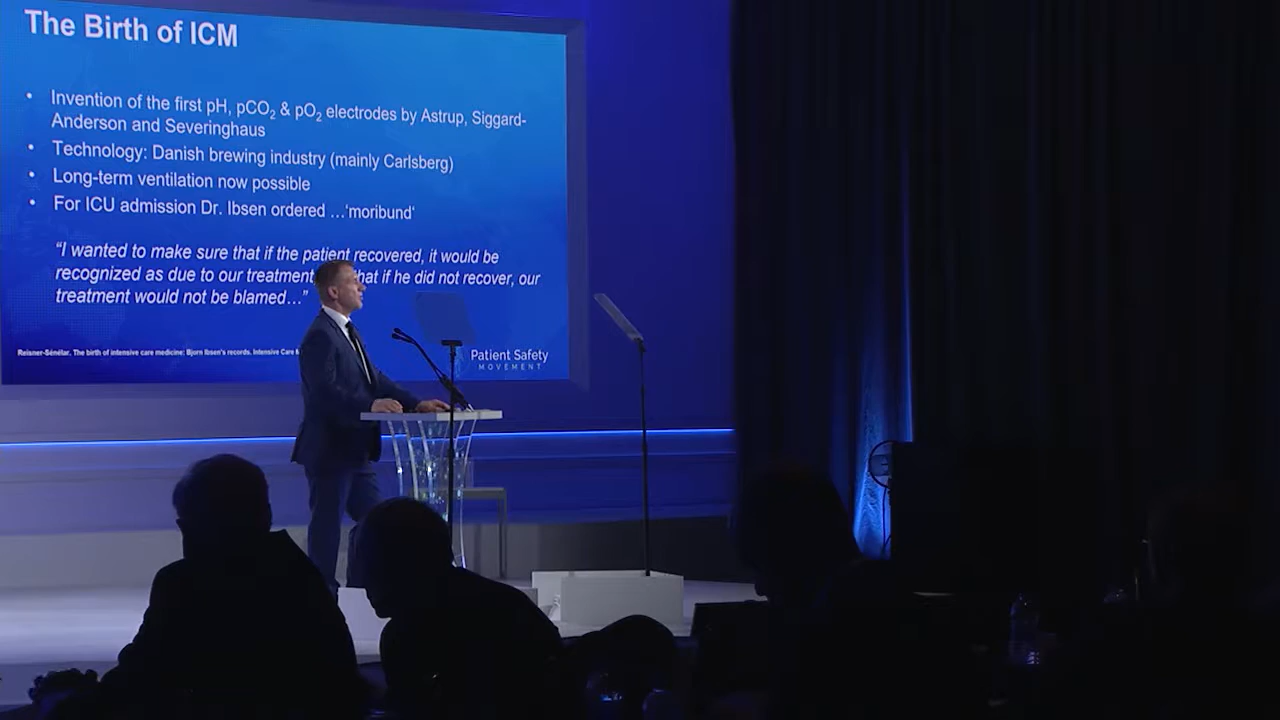 The Birth of ICM
• Invention of the first pH, pCO₂ & pO₂ electrodes by Astrup, Siggard-
Anderson and Severinghaus
• Technology: Danish brewing industry (mainly Carlsberg)
• Long-term ventilation now possible
• For ICU admission Dr. Ibsen ordered …‘moribund‘
“I wanted to make sure that if the patient recovered, it would be
recognized as due to our treatment hat if he did not recover, our
treatment would not be blamed…”
Reisner-Sénélar. The birth of intensive care medicine: Bjorn Ibsen's records. Intensive Care M
Patient Safety
MOVEMENT